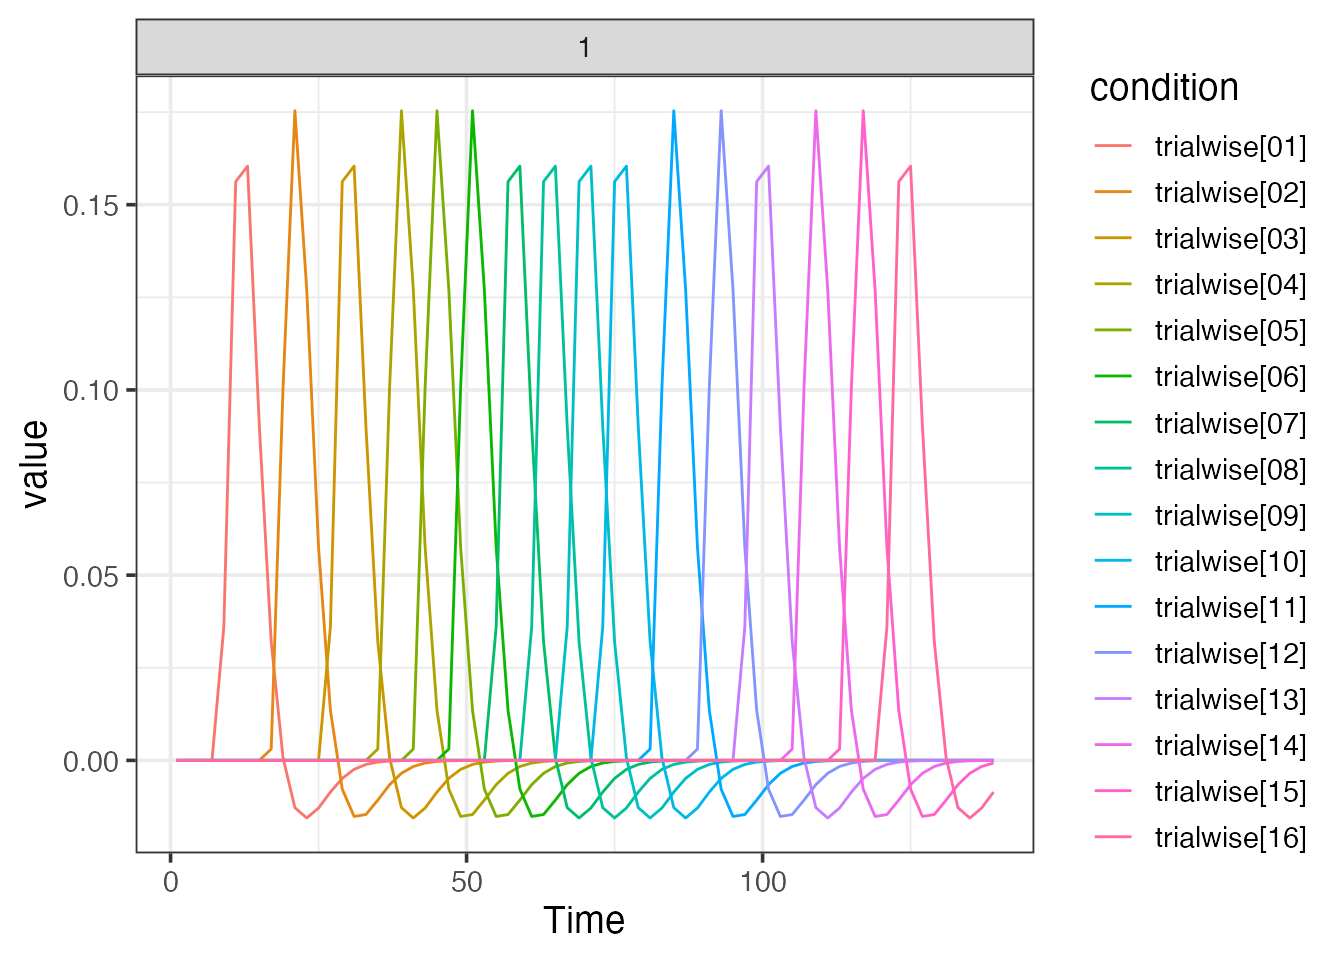 1
condition
trialwise[01]
trialwise[02]
trialwise[03]
trialwise[04]
trialwise[05]
trialwise[06]
trialwise[07]
trialwise[08]
trialwise[09]
trialwise[10]
trialwise[11]
trialwise[12]
trialwise[13]
trialwise[14]
trialwise[15]
trialwise[16]
value
0.15
0.10
0.05
0.00
0
50
100
Time